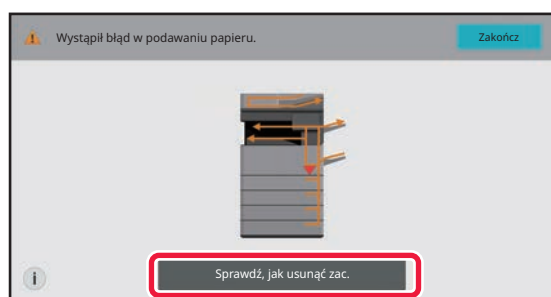 Wystąpił błąd w podawaniu papieru.
Zakończ
Sprawdź, jak usunąć zac.
i